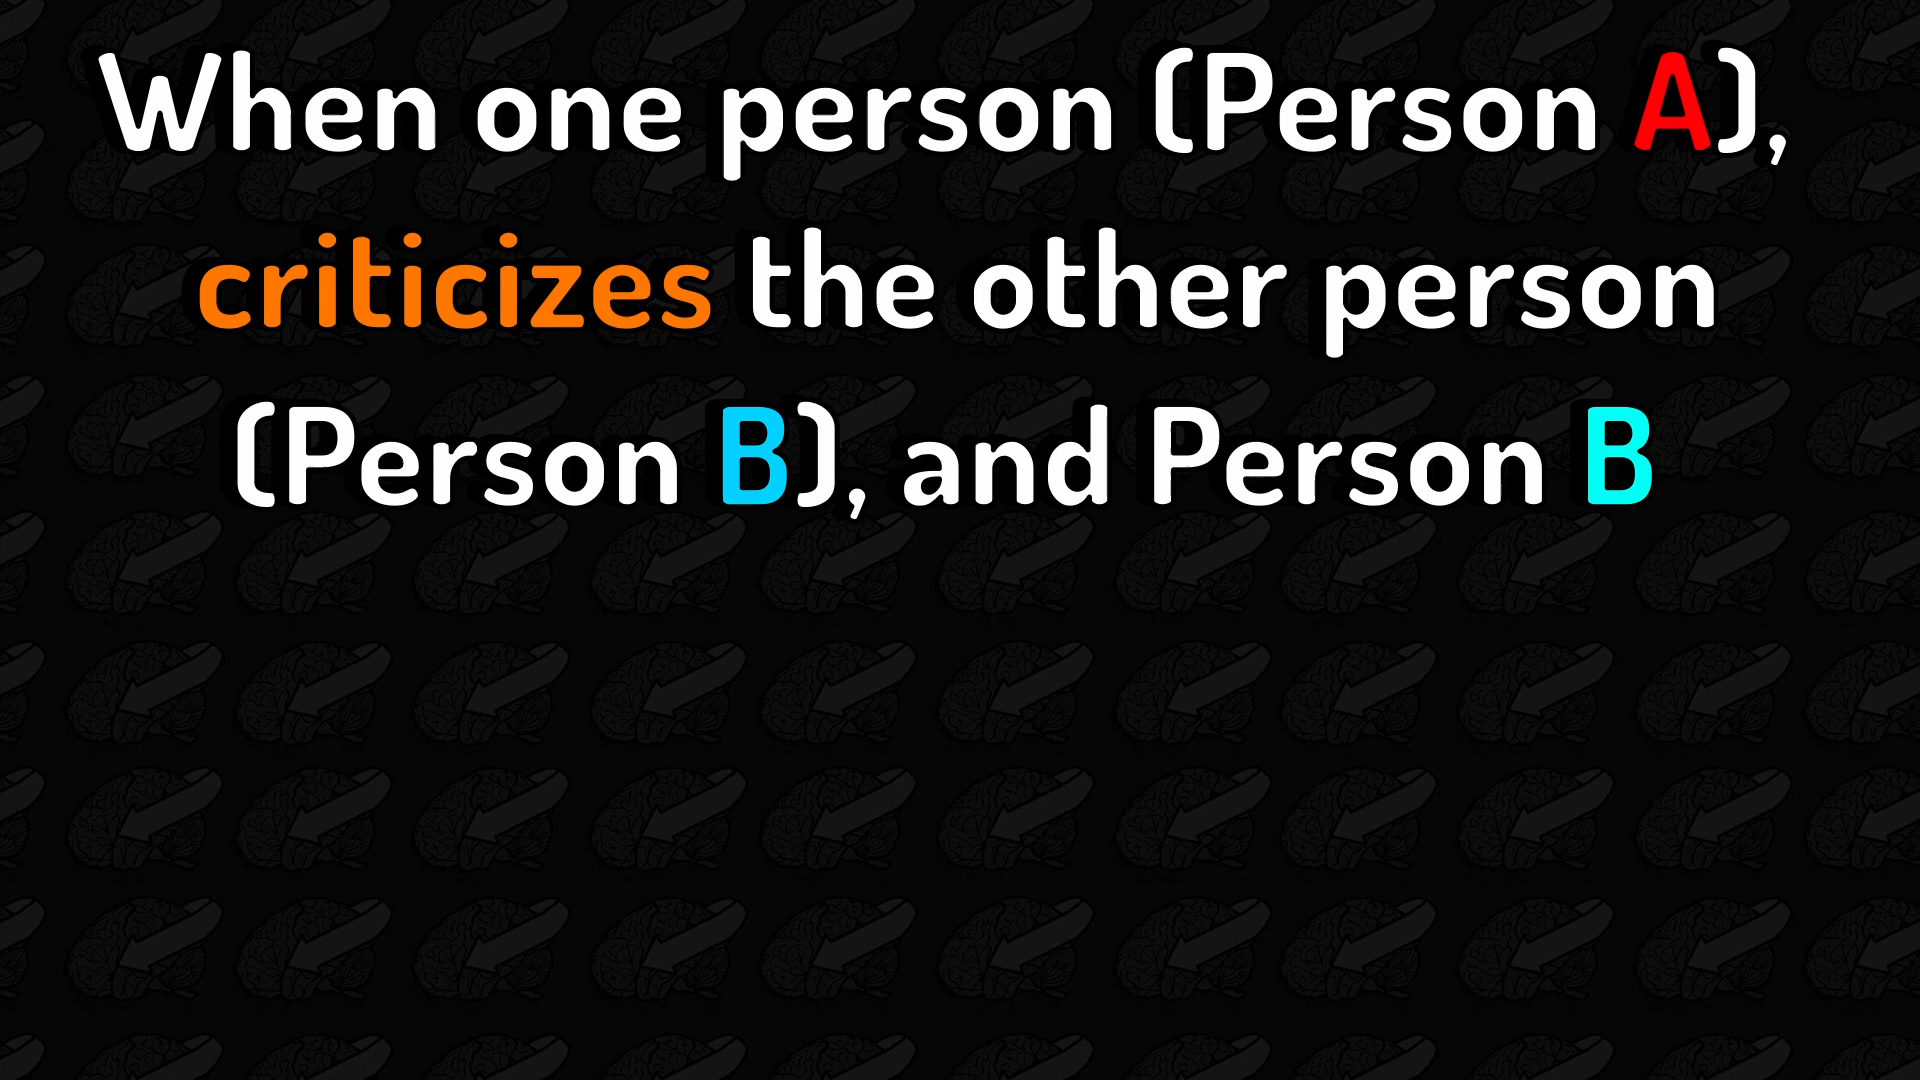 When one person (Person A),
criticizes the other person
(Person B), and Person B